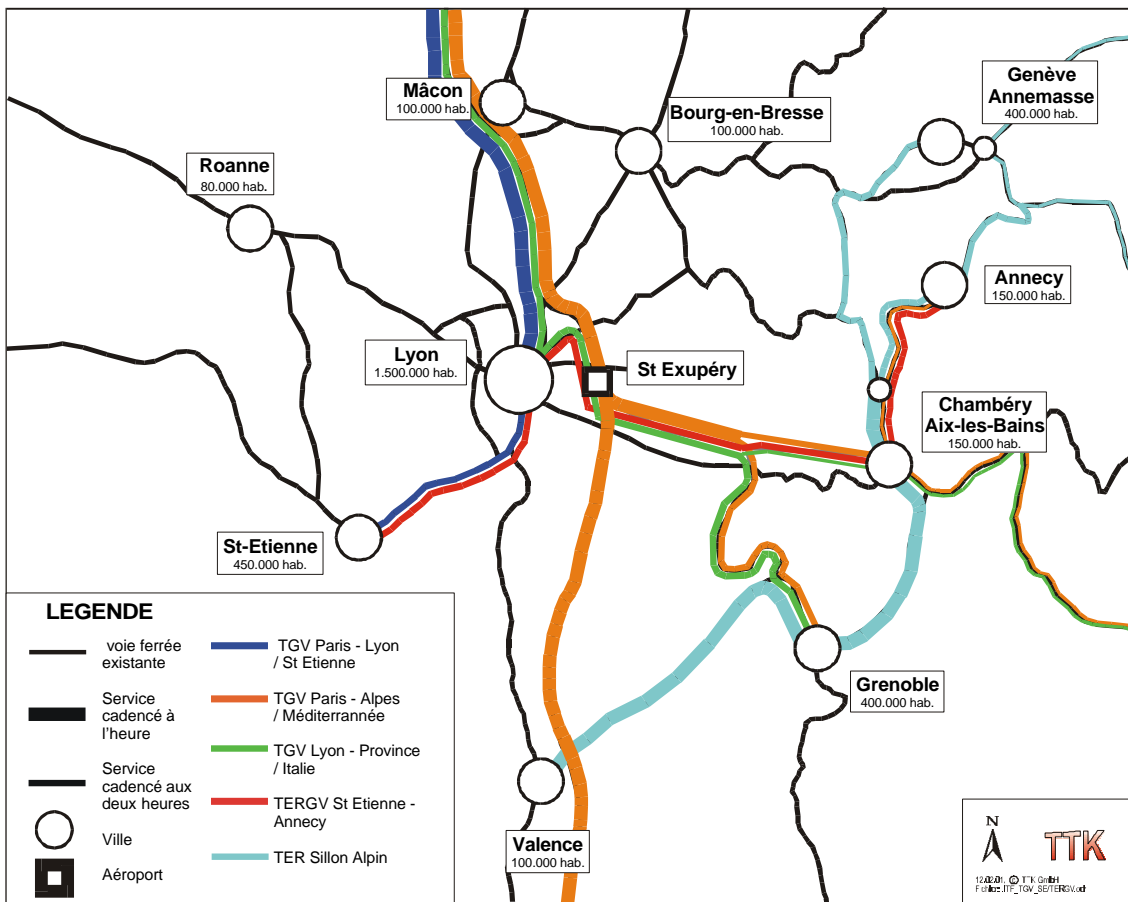 Mâcon
100.000 hab.
Bourg-en-Bresse
100.000 hab.
Genève
Annemasse
400.000 hab.
Roanne
80.000 hab.
Annecy
150.000 hab.
Lyon
1.500.000 hab.
St Exupéry
Chambéry
Aix-les-Bains
150.000 hab.
St-Etienne
450.000 hab.
Grenoble
400.000 hab.
Valence
100.000 hab.
LEGENDE
voie ferrée
existante
Service
cadencé à
l'heure
Service
cadencé aux
deux heures
Ville
Aéroport
TGV Paris - Lyon
/ St Etienne
TGV Paris - Alpes
/ Méditerrannée
TGV Lyon - Province
/ Italie
TERGV St Etienne -
Annecy
TER Sillon Alpin
N
TTK
© TTK GmbH